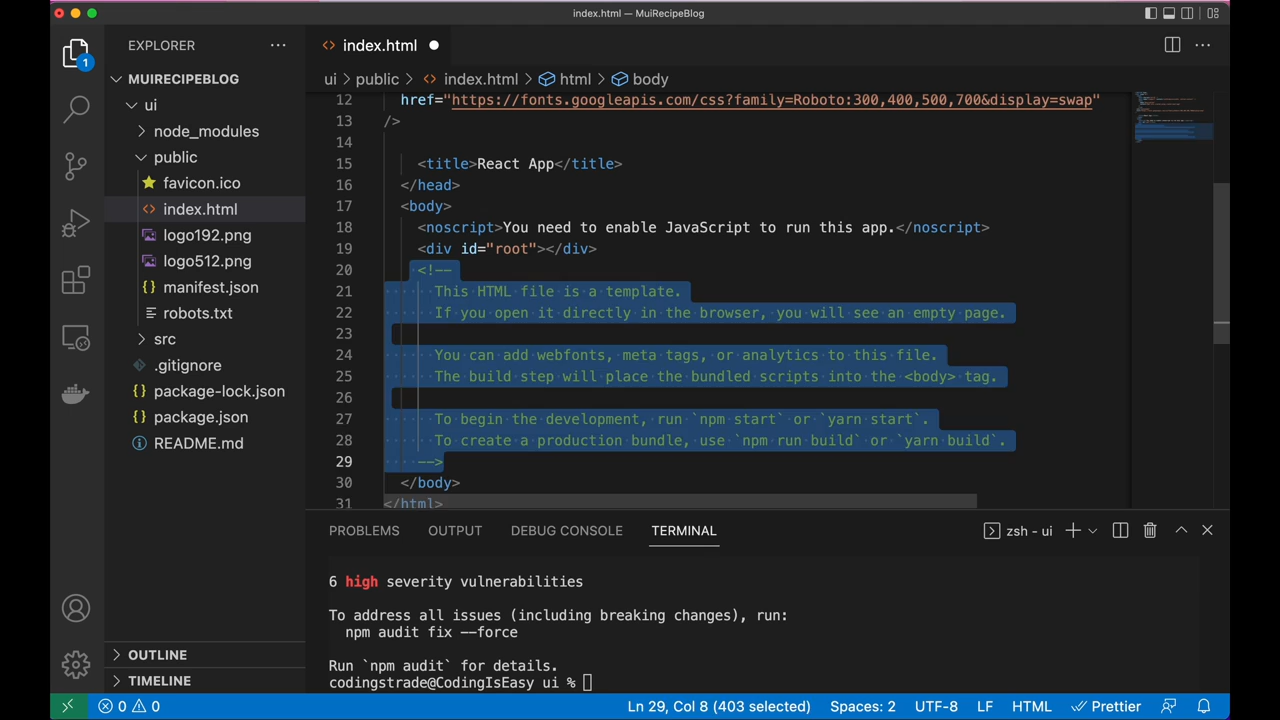 index.html — MuiRecipeBlog
1
EXPLORER
MUIRECIPEBLOG
ui
node_modules
public
favicon.ico
index.html
logo192.png
logo512.png
manifest.json
robots.txt
src
.gitignore
package-lock.json
package.json
README.md
OUTLINE
TIMELINE
index.html
ui > public > index.html > html > body
12 href="https://fonts.googleapis.com/css?family=Roboto:300,400,500,700&display=swap"
13 />
14
15 <title>React App</title>
16 </head>
17 <body>
18 <noscript>You need to enable JavaScript to run this app.</noscript>
19 <div id="root"></div>
20 <!--
21 This HTML file is a template.
22 If you open it directly in the browser, you will see an empty page.
23
24 You can add webfonts, meta tags, or analytics to this file.
25 The build step will place the bundled scripts into the <body> tag.
26
27 To begin the development, run `npm start` or `yarn start`.
28 To create a production bundle, use `npm run build` or `yarn build`.
29 -->
30 </body>
31 </html>
PROBLEMS OUTPUT DEBUG CONSOLE TERMINAL zsh - ui
6 high severity vulnerabilities
To address all issues (including breaking changes), run:
npm audit fix --force
Run `npm audit` for details.
codingstrade@CodingIsEasy ui %
0 0 Ln 29, Col 8 (403 selected) Spaces: 2 UTF-8 LF HTML Prettier